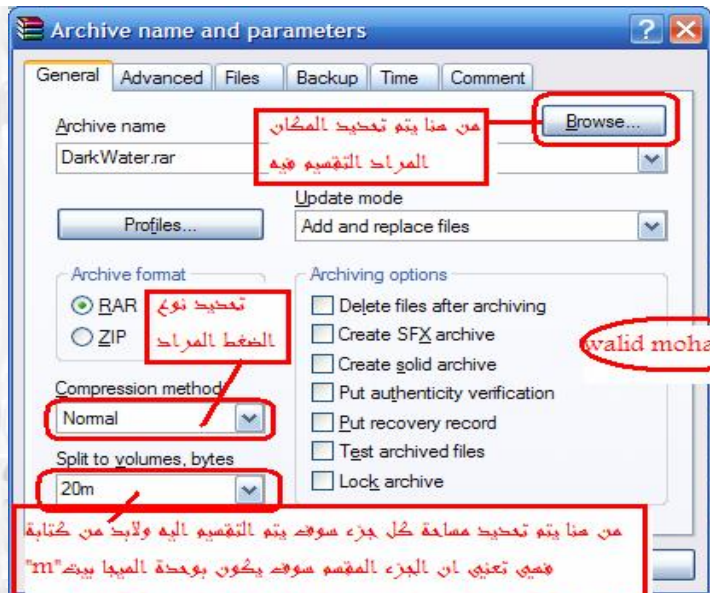 Archive name and parameters
General Advanced Files Backup Time Comment
Archive name
من هنا يتم تحديد المكان
المراد التقسيم فيه
Browse...
DarkWater.rar
Update mode
Profiles...
Add and replace files
Archive format
RAR
ZIP
تحديد نوع
الضغط المراد
Compression method
Normal
Split to volumes, bytes
20m
Archiving options
Delete files after archiving
Create SFX archive
Create solid archive
Put authenticity verification
Put recovery record
Test archived files
Lock archive
walid moha
من هنا يتم تحديد مساحة كل جزء سوف يتم التقسيم اليه ولابد من كتابة
"m"فهي تعني ان الجزء المقسم سوف يكون بوحدة الميجا بيت